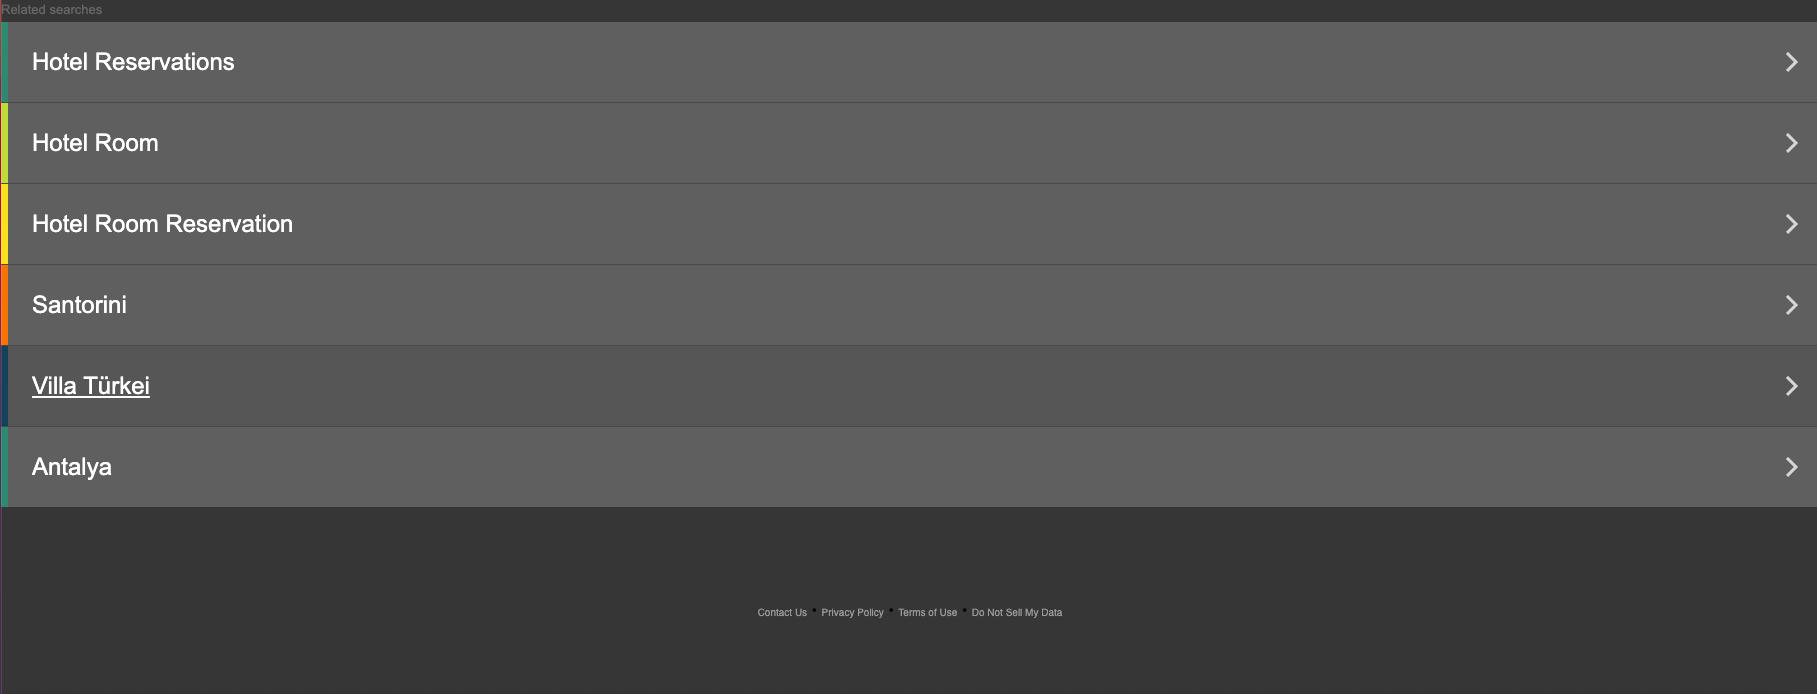 Related searches
Hotel Reservations
Hotel Room
Hotel Room Reservation
Santorini
Villa Türkei
Antalya
Contact Us • Privacy Policy • Terms of Use • Do Not Sell My Data